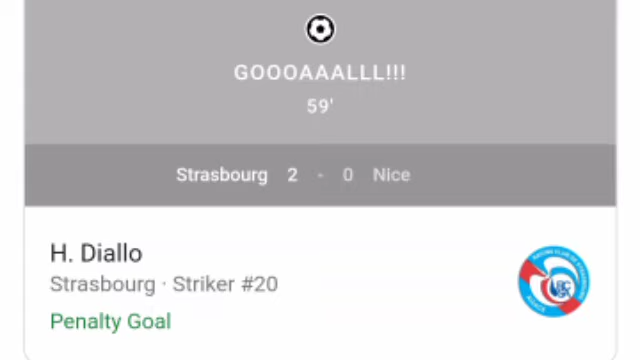 GOOOAAALLL!!!
59'
Strasbourg 2 - 0 Nice
H. Diallo
Strasbourg · Striker #20
Penalty Goal